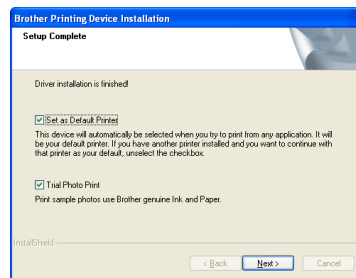 Brother Printing Device Installation
Setup Complete
Driver installation is finished!
Set as Default Printer
This device will automatically be selected when you try to print from any application. It will
be your default printer. If you have another printer installed and you want to continue with
that printer as your default, unselect the checkbox.
Trial Photo Print
Print sample photos use Brother genuine Ink and Paper.
InstallShield
< Back Next > Cancel